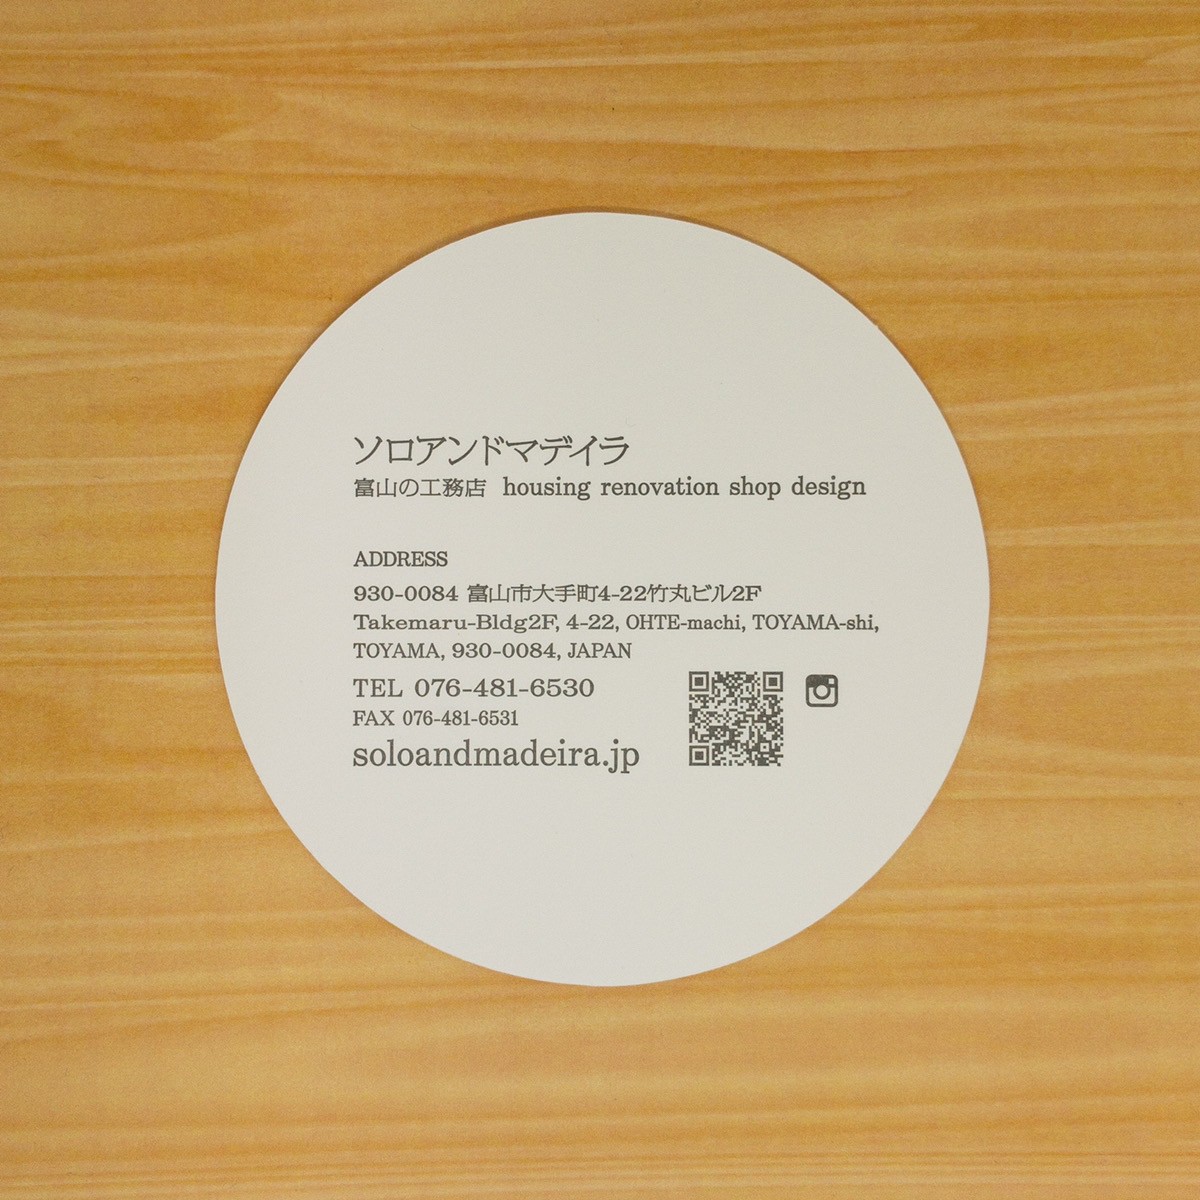 ソロアンドマデイラ
富山の工務店 housing renovation shop design
ADDRESS
930-0084 富山市大手町4-22竹丸ビル2F
Takemaru-Bldg2F, 4-22, OHTE-machi, TOYAMA-shi,
TOYAMA, 930-0084, JAPAN
TEL 076-481-6530
FAX 076-481-6531
soloandmadeira.jp